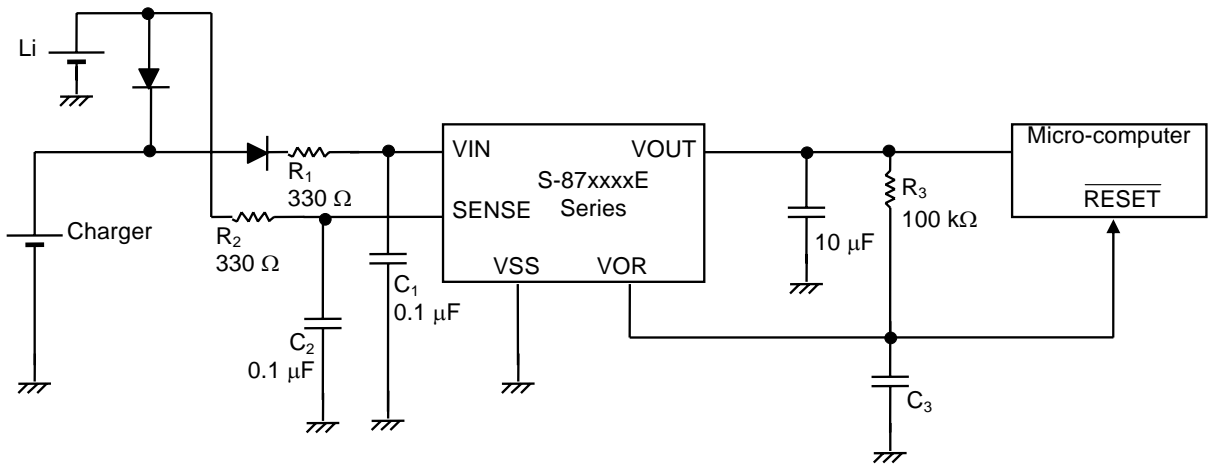 Li
Charger
R₁
330 Ω
R₂
330 Ω
C₁
0.1 μF
C₂
0.1 μF
VIN
VOUT
S-87xxxxE
Series
SENSE
VSS
VOR
10 μF
R₃
100 kΩ
C₃
Micro-computer
R̅E̅S̅E̅T̅